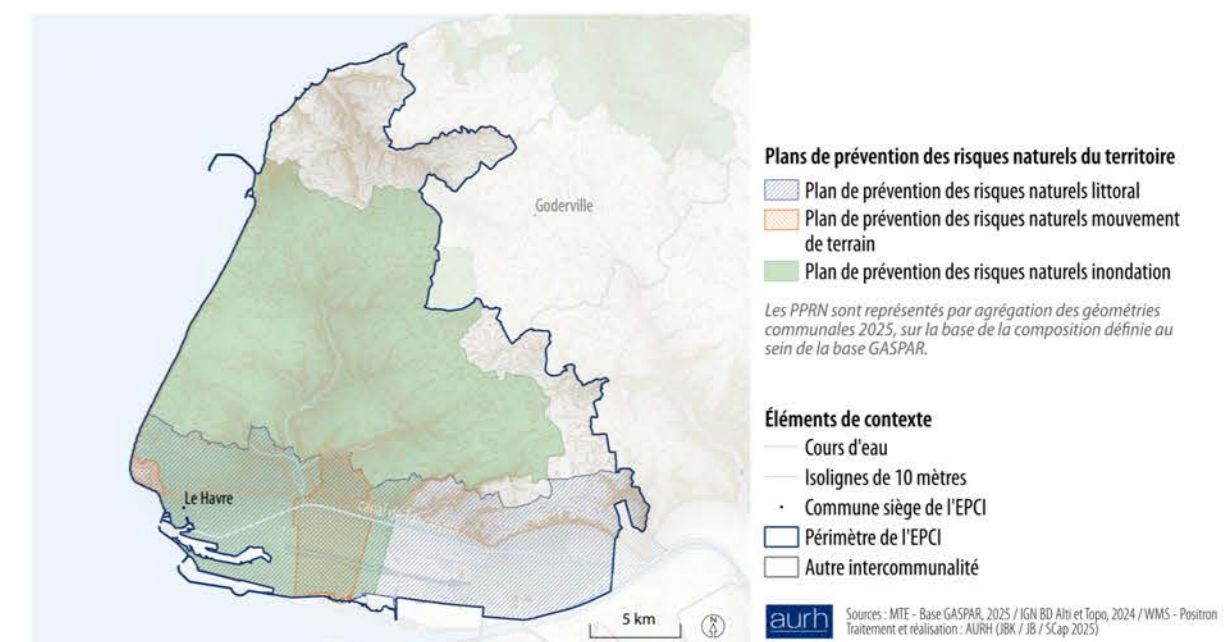 Goderville
Le Havre
5 km
N
Plans de prévention des risques naturels du territoire
Plan de prévention des risques naturels littoral
Plan de prévention des risques naturels mouvement
de terrain
Plan de prévention des risques naturels inondation
Les PPRN sont représentés par agrégation des géométries
communales 2025, sur la base de la composition définie au
sein de la base GASPAR.
Éléments de contexte
Cours d'eau
Isolignes de 10 mètres
Commune siège de l'EPCI
Périmètre de l'EPCI
Autre intercommunalité
aurh
Sources : MTE - Base GASPAR, 2025 / IGN BD Alti et Topo, 2024 / WMS - Positron
Traitement et réalisation : AURH (JBK / JB / SCap 2025)